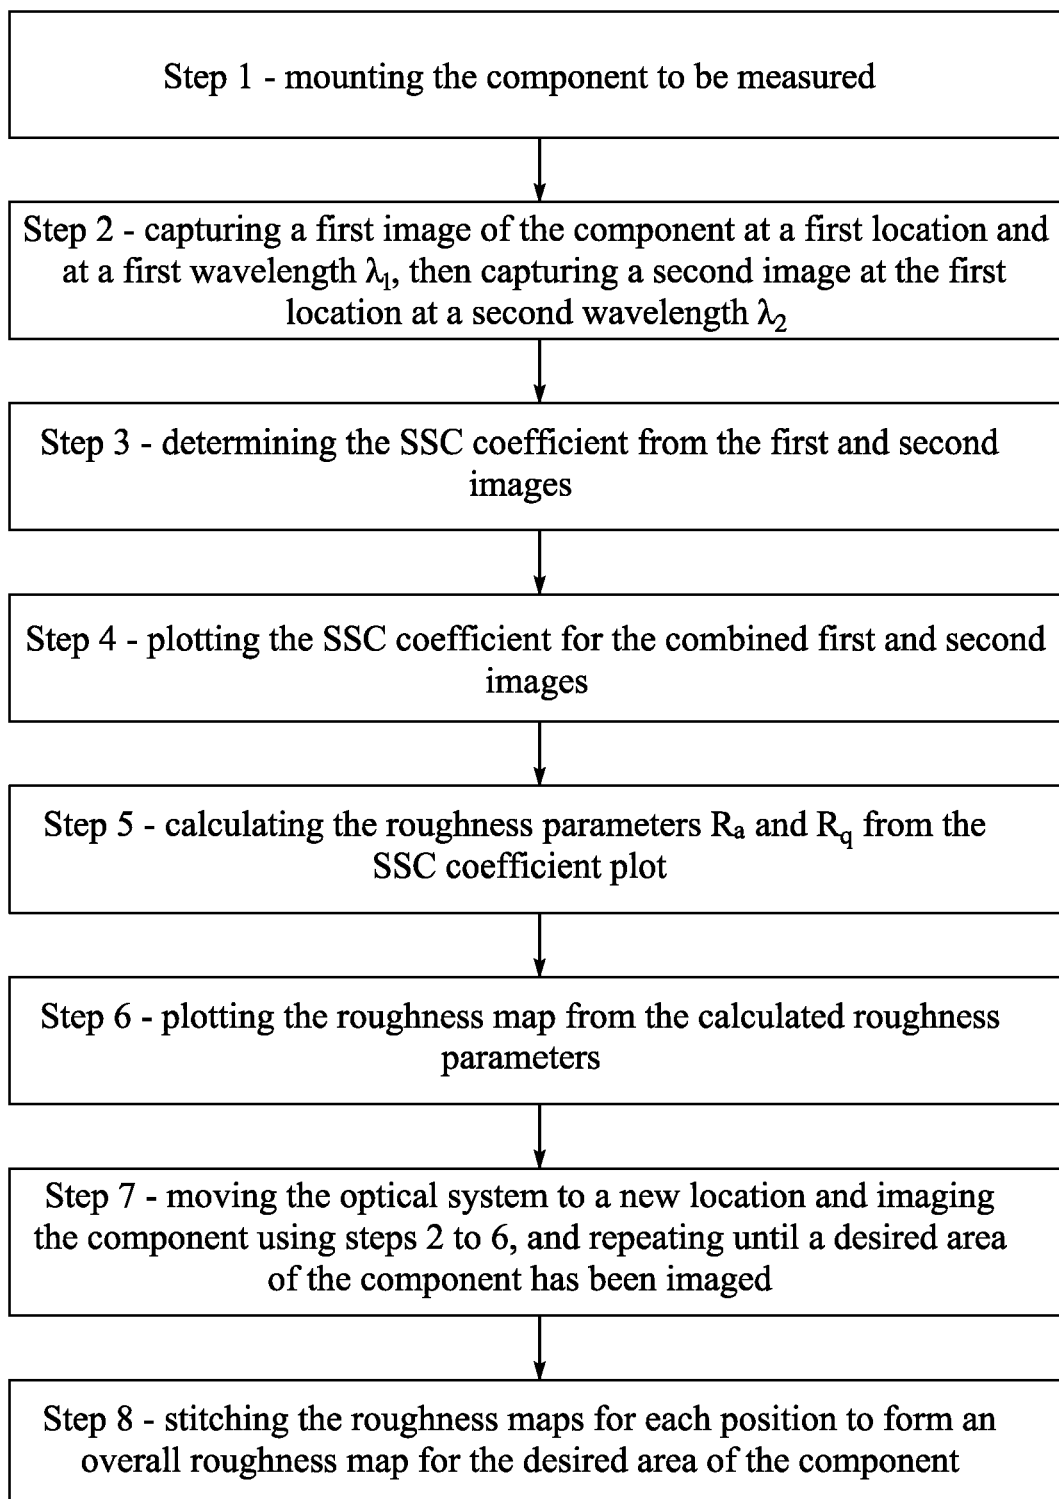 Step 1 - mounting the component to be measured
Step 2 - capturing a first image of the component at a first location and
at a first wavelength λ₁, then capturing a second image at the first
location at a second wavelength λ₂
Step 3 - determining the SSC coefficient from the first and second
images
Step 4 - plotting the SSC coefficient for the combined first and second
images
Step 5 - calculating the roughness parameters Rₐ and R_q from the
SSC coefficient plot
Step 6 - plotting the roughness map from the calculated roughness
parameters
Step 7 - moving the optical system to a new location and imaging
the component using steps 2 to 6, and repeating until a desired area
of the component has been imaged
Step 8 - stitching the roughness maps for each position to form an
overall roughness map for the desired area of the component